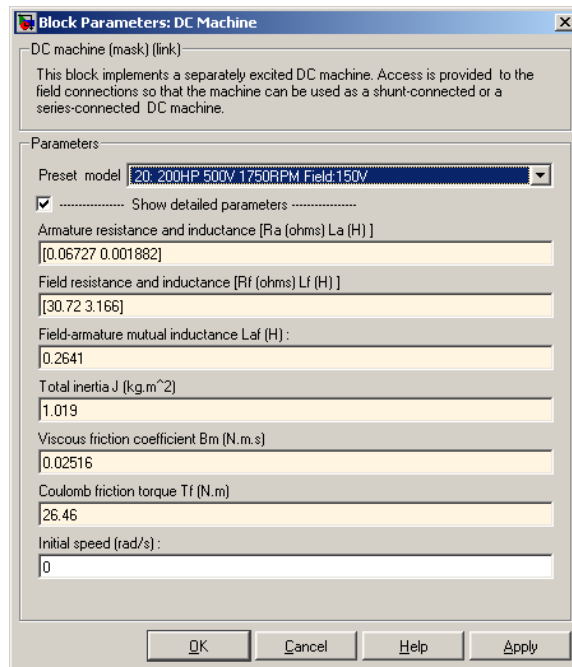 Block Parameters: DC Machine
DC machine (mask) (link)
This block implements a separately excited DC machine. Access is provided to the
field connections so that the machine can be used as a shunt-connected or a
series-connected DC machine.
Parameters
Preset model 20: 200HP 500V 1750RPM Field:150V
---------------- Show detailed parameters ----------------
Armature resistance and inductance [Ra (ohms) La (H) ]
[0.06727 0.001882]
Field resistance and inductance [Rf (ohms) Lf (H) ]
[30.72 3.166]
Field-armature mutual inductance Laf (H) :
0.2641
Total inertia J (kg.m^2)
1.019
Viscous friction coefficient Bm (N.m.s)
0.02516
Coulomb friction torque Tf (N.m)
26.46
Initial speed (rad/s) :
0
OK Cancel Help Apply